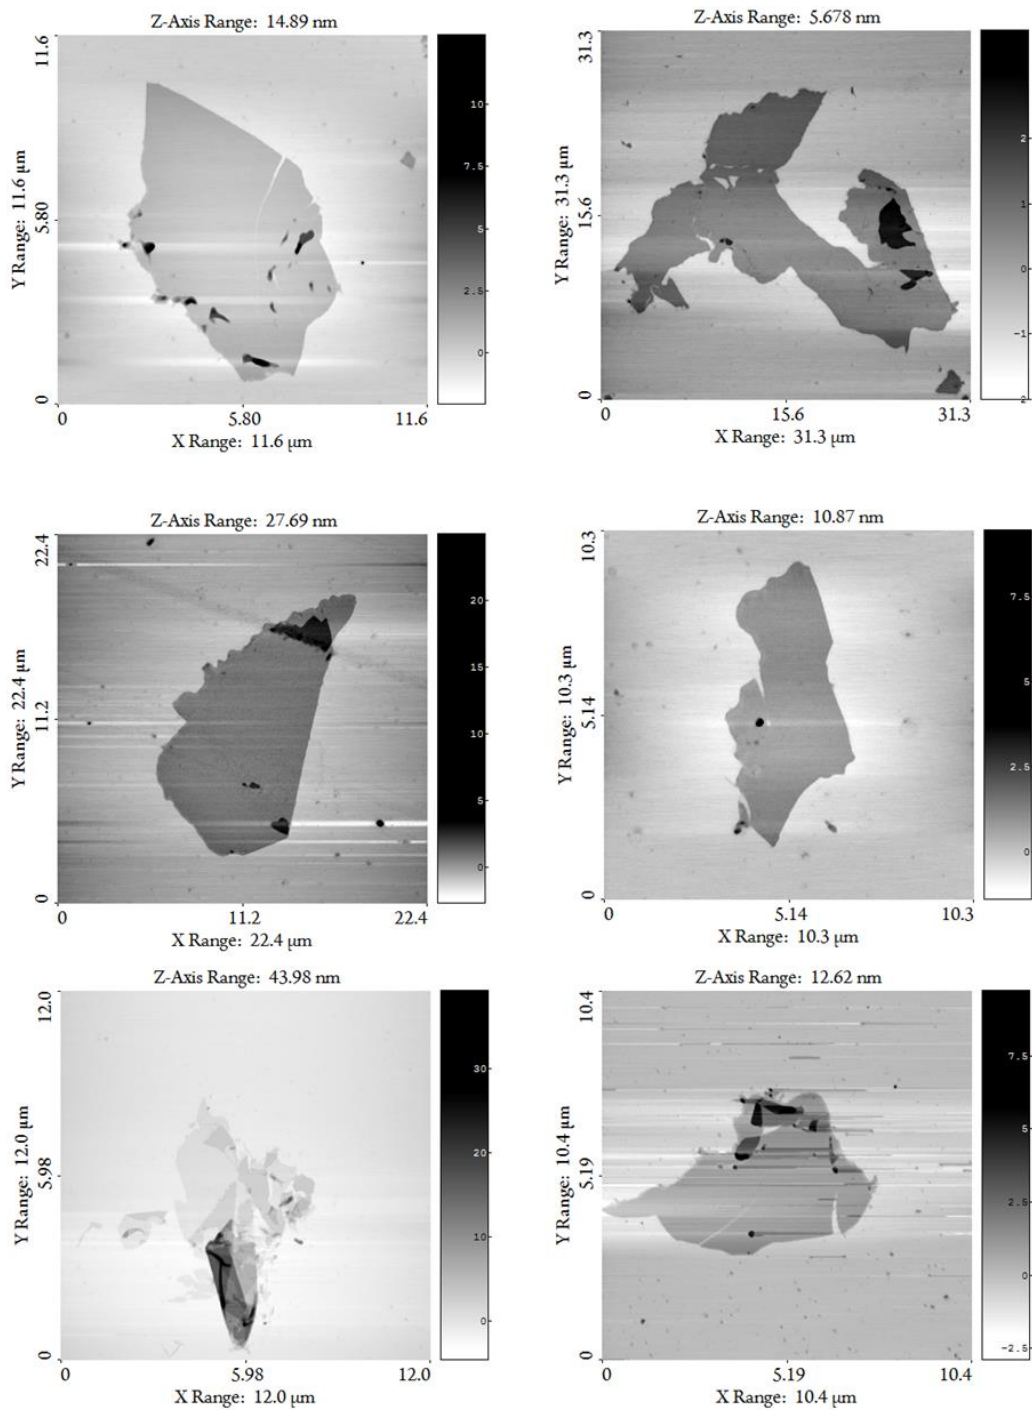 Z-Axis Range: 14.89 nm
11.6
5.80
0
Y Range: 11.6 µm
10
7.5
5
2.5
0
0 5.80 11.6
X Range: 11.6 µm
Z-Axis Range: 5.678 nm
31.3
15.6
0
Y Range: 31.3 µm
2
1
0
-1
2
0 15.6 31.3
X Range: 31.3 µm
Z-Axis Range: 27.69 nm
22.4
11.2
0
Y Range: 22.4 µm
20
15
10
5
0
0 11.2 22.4
X Range: 22.4 µm
Z-Axis Range: 10.87 nm
10.3
5.14
0
Y Range: 10.3 µm
7.5
5
2.5
0
0 5.14 10.3
X Range: 10.3 µm
Z-Axis Range: 43.98 nm
12.0
5.98
0
Y Range: 12.0 µm
30
20
10
0
0 5.98 12.0
X Range: 12.0 µm
Z-Axis Range: 12.62 nm
10.4
5.19
0
Y Range: 10.4 µm
7.5
5
2.5
0
-2.5
0 5.19 10.4
X Range: 10.4 µm